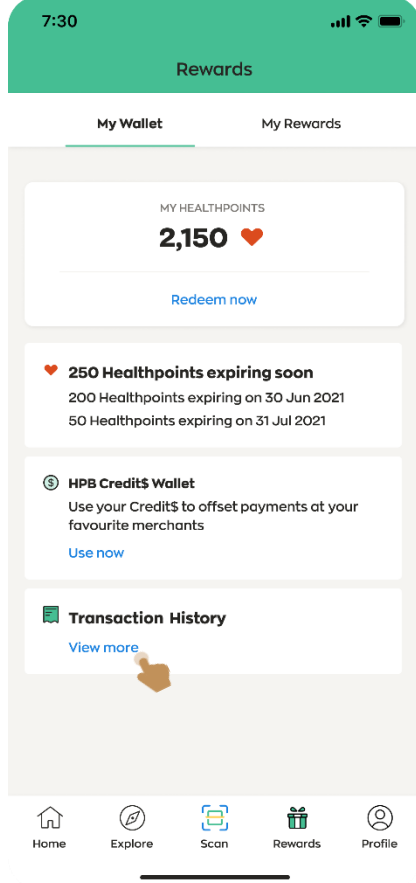 7:30
Rewards
My Wallet
My Rewards
MY HEALTHPOINTS
2,150
Redeem now
250 Healthpoints expiring soon
200 Healthpoints expiring on 30 Jun 2021
50 Healthpoints expiring on 31 Jul 2021
HPB Credit$ Wallet
Use your Credit$ to offset payments at your
favourite merchants
Use now
Transaction History
View more
Home
Explore
Scan
Rewards
Profile